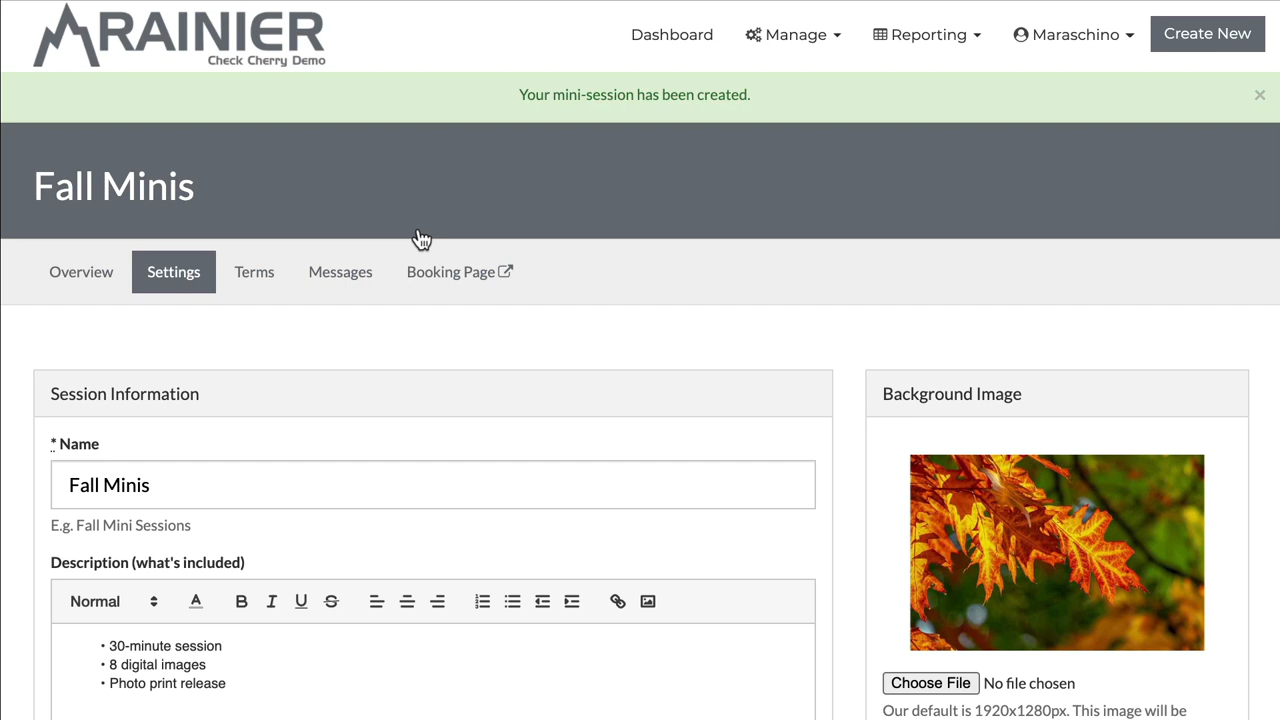 RAINIER
Check Cherry Demo
Dashboard Manage Reporting Maraschino Create New
Your mini-session has been created. ×
Fall Minis
Overview Settings Terms Messages Booking Page
Session Information
* Name
Fall Minis
E.g. Fall Mini Sessions
Description (what's included)
Normal A B I U S
• 30-minute session
• 8 digital images
• Photo print release
Background Image
Choose File No file chosen
Our default is 1920x1280px. This image will be